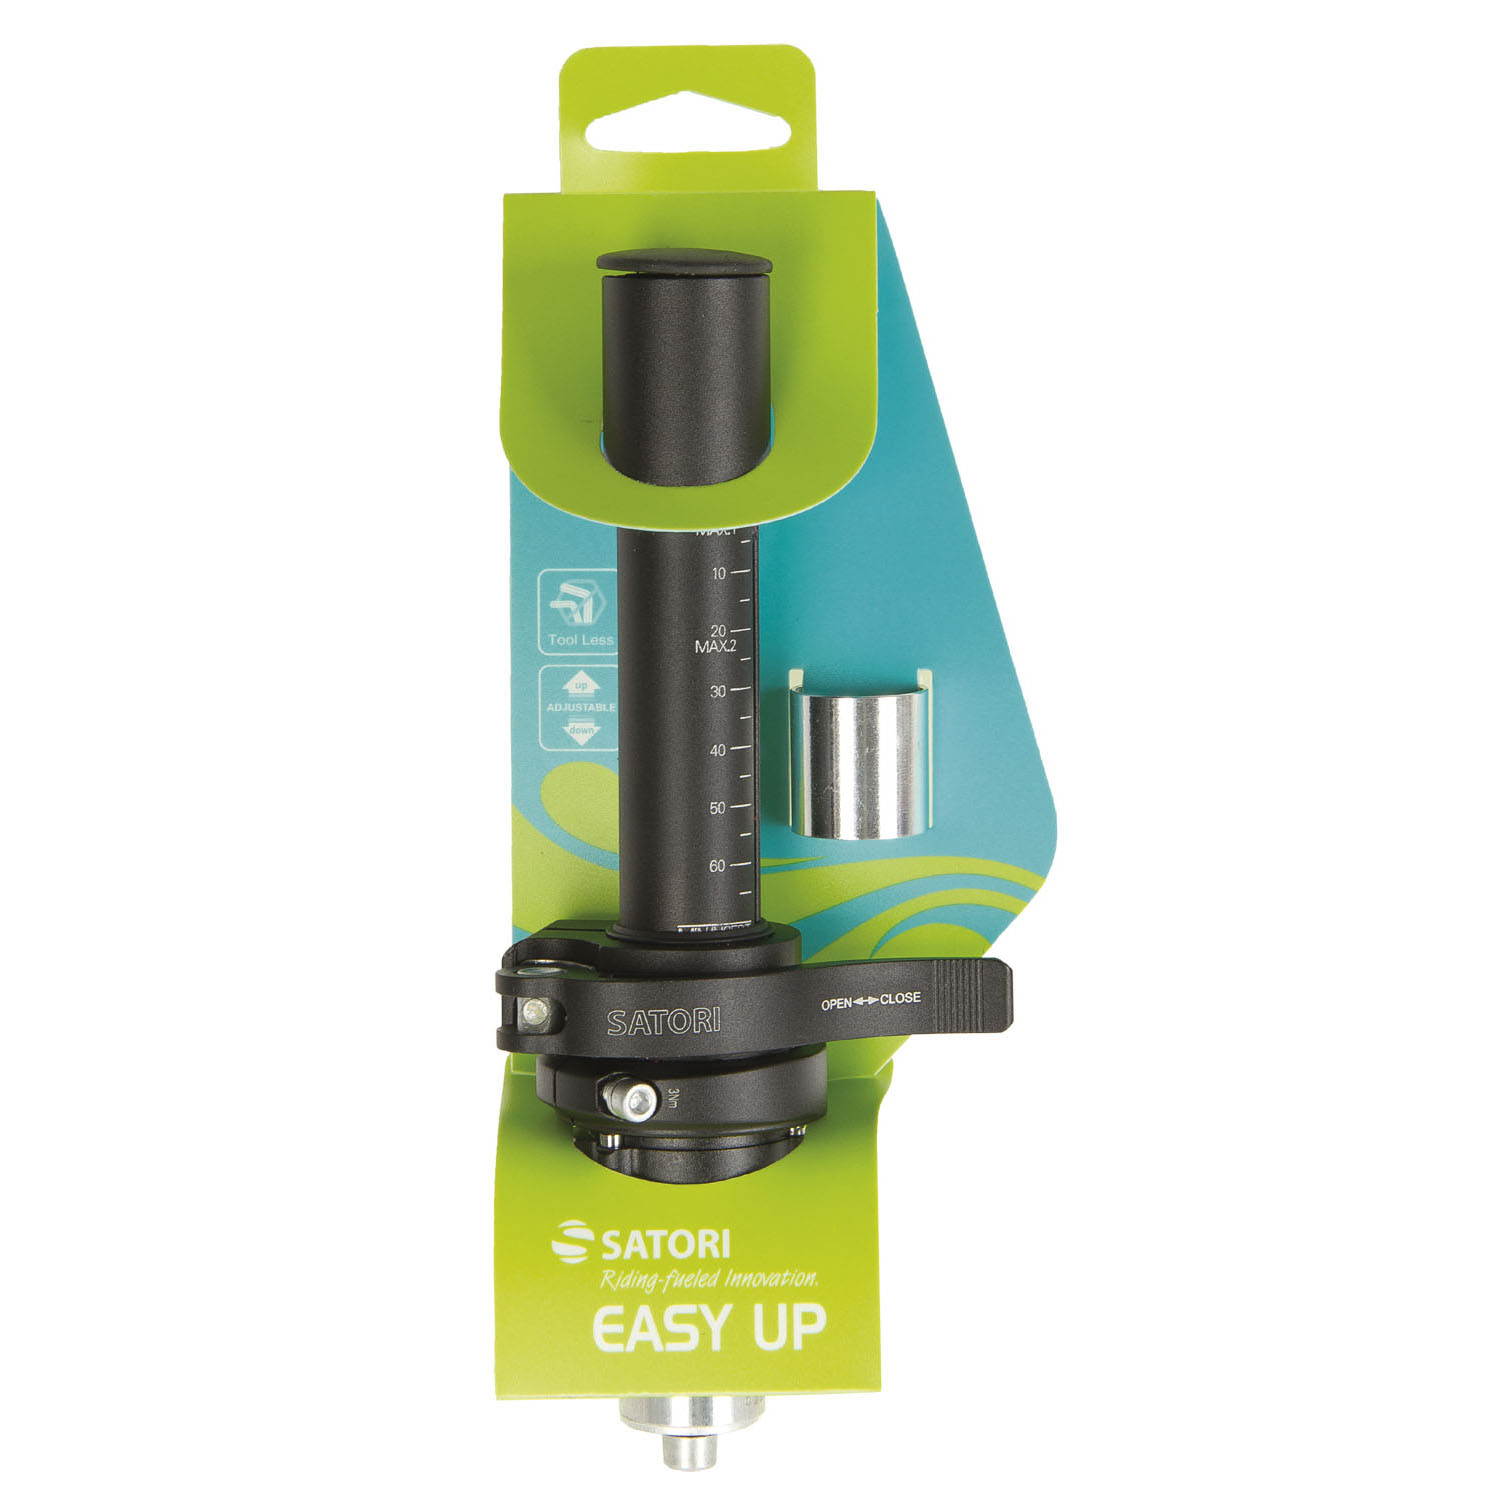 MAX.1
10
20
MAX.2
30
40
50
60
Tool Less
up
ADJUSTABLE
down
SATORI
OPEN CLOSE
3Nm
SATORI
Riding-fueled Innovation.
EASY UP